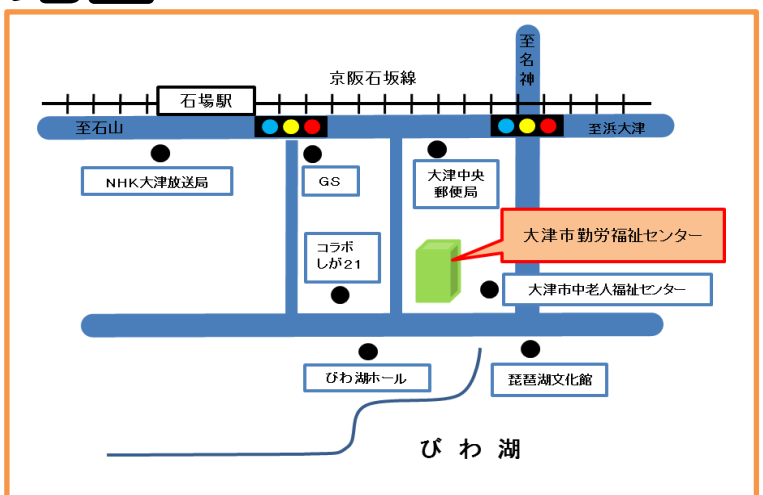 至
名
神
京阪石坂線
石場駅
至石山
至浜大津
NHK大津放送局
GS
大津中央
郵便局
大津市勤労福祉センター
コラボ
しが21
大津市中老人福祉センター
びわ湖ホール
琵琶湖文化館
びわ湖